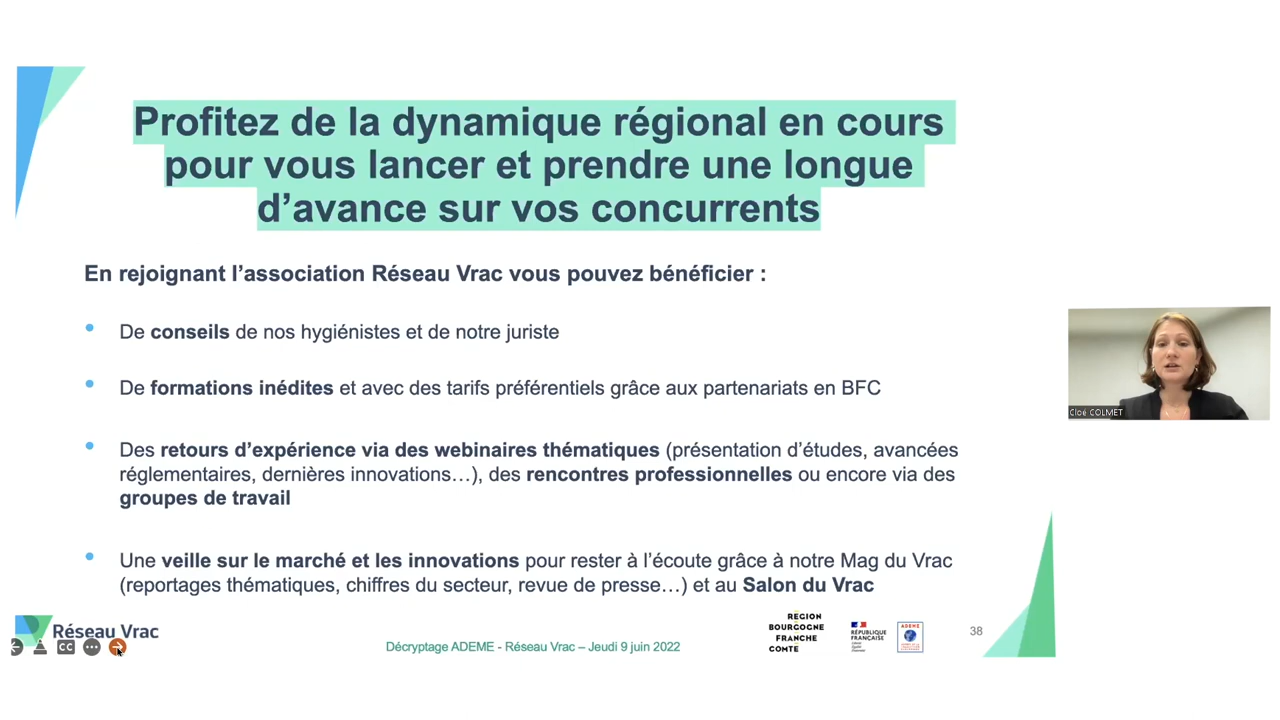 Profitez de la dynamique régional en cours
pour vous lancer et prendre une longue
d’avance sur vos concurrents
En rejoignant l’association Réseau Vrac vous pouvez bénéficier :
• De conseils de nos hygiénistes et de notre juriste
• De formations inédites et avec des tarifs préférentiels grâce aux partenariats en BFC
• Des retours d’expérience via des webinaires thématiques (présentation d’études, avancées
réglementaires, dernières innovations…), des rencontres professionnelles ou encore via des
groupes de travail
• Une veille sur le marché et les innovations pour rester à l’écoute grâce à notre Mag du Vrac
(reportages thématiques, chiffres du secteur, revue de presse…) et au Salon du Vrac
Cloé COLMET
Réseau Vrac
CC
Décryptage ADEME - Réseau Vrac – Jeudi 9 juin 2022
RÉGION
BOURGOGNE
FRANCHE
COMTÉ
RÉPUBLIQUE
FRANÇAISE
ADEME
38